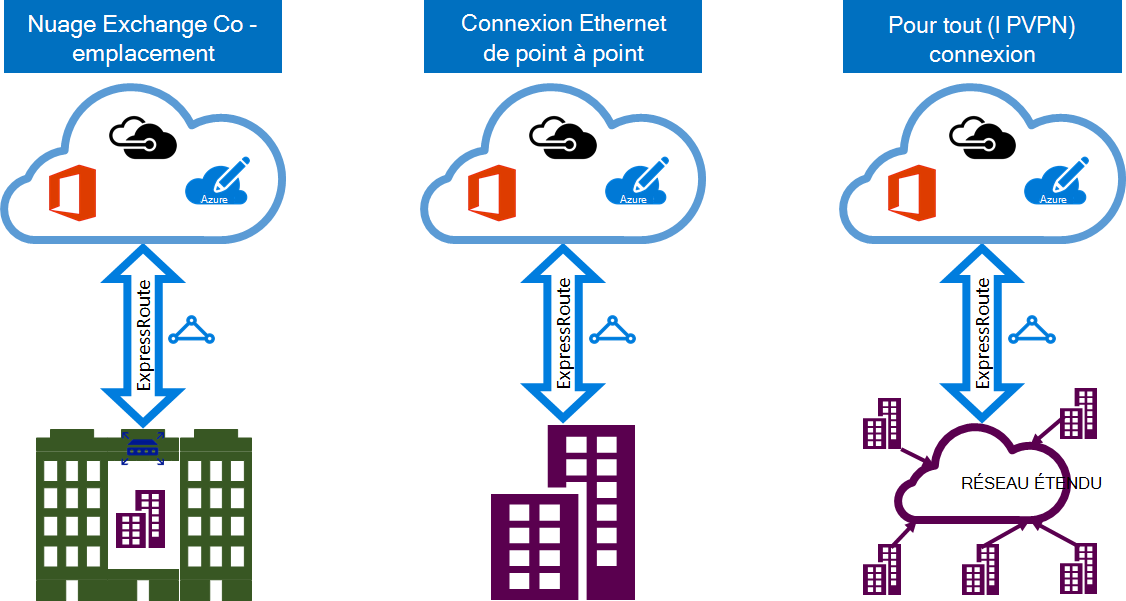 Nuage Exchange Co -
emplacement
Connexion Ethernet
de point à point
Pour tout (I PVPN)
connexion
Azure
Azure
Azure
ExpressRoute
ExpressRoute
ExpressRoute
RÉSEAU ÉTENDU